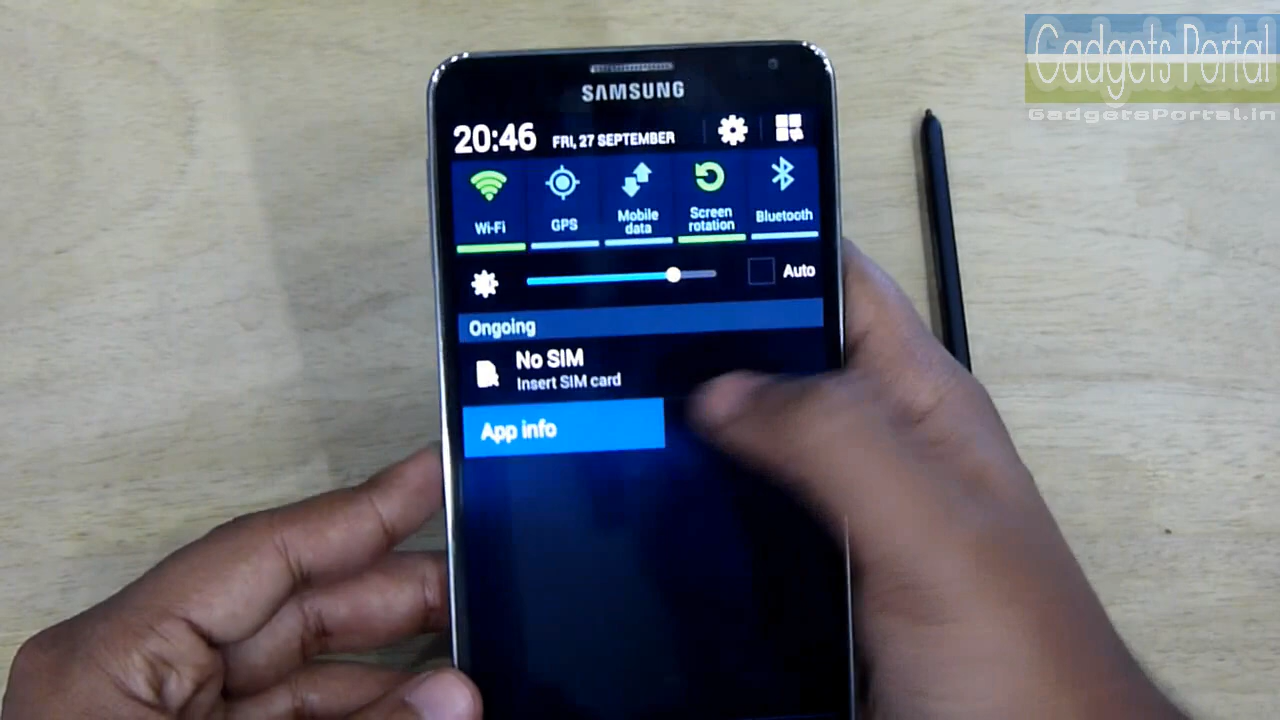 Gadgets Portal
GadgetsPortal.in
SAMSUNG
20:46 FRI, 27 SEPTEMBER
Wi-Fi GPS Mobile data Screen rotation Bluetooth
Auto
Ongoing
No SIM
Insert SIM card
App info